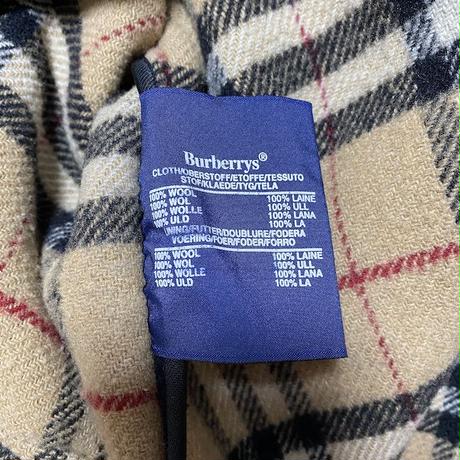 Burberrys®
CLOTH/OBERSTOFF/ETOFFE/TESSUTO
STOF/KLAEDE/TYG/TELA
100% WOOL 100% LAINE
100% WOL 100% ULL
100% WOLLE 100% LANA
100% ULD 100% LA
LINING/FUTTER/DOUBLURE/FODERA
VOERING/FOER/FODER/FORRO
100% WOOL 100% LAINE
100% WOL 100% ULL
100% WOLLE 100% LANA
100% ULD 100% LA